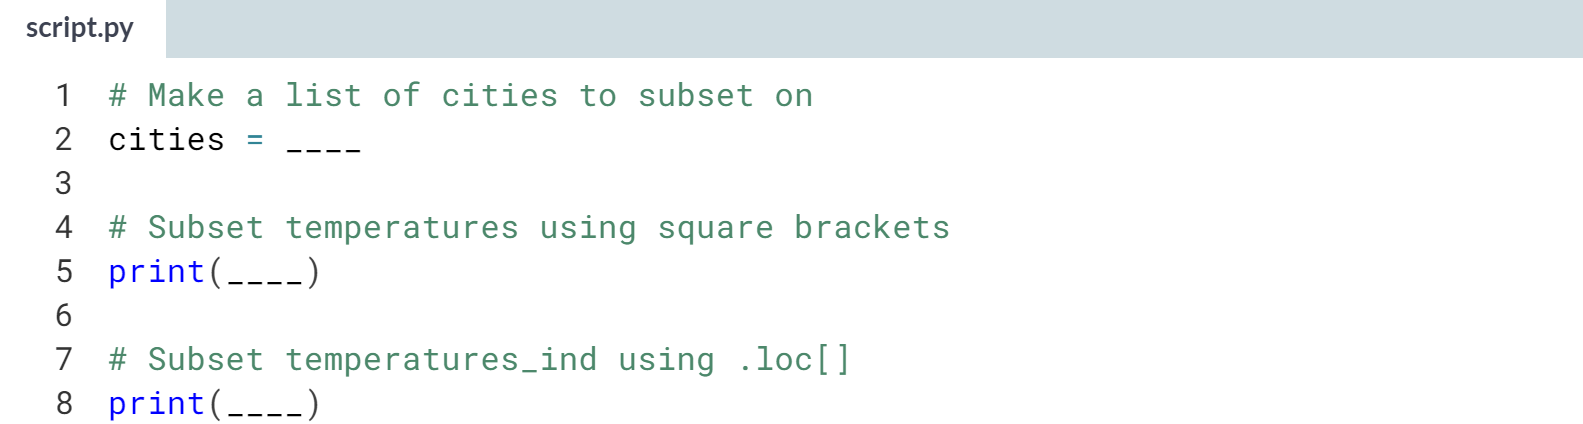 script.py
1 # Make a list of cities to subset on
2 cities = ____
3
4 # Subset temperatures using square brackets
5 print(____)
6
7 # Subset temperatures_ind using .loc[]
8 print(____)